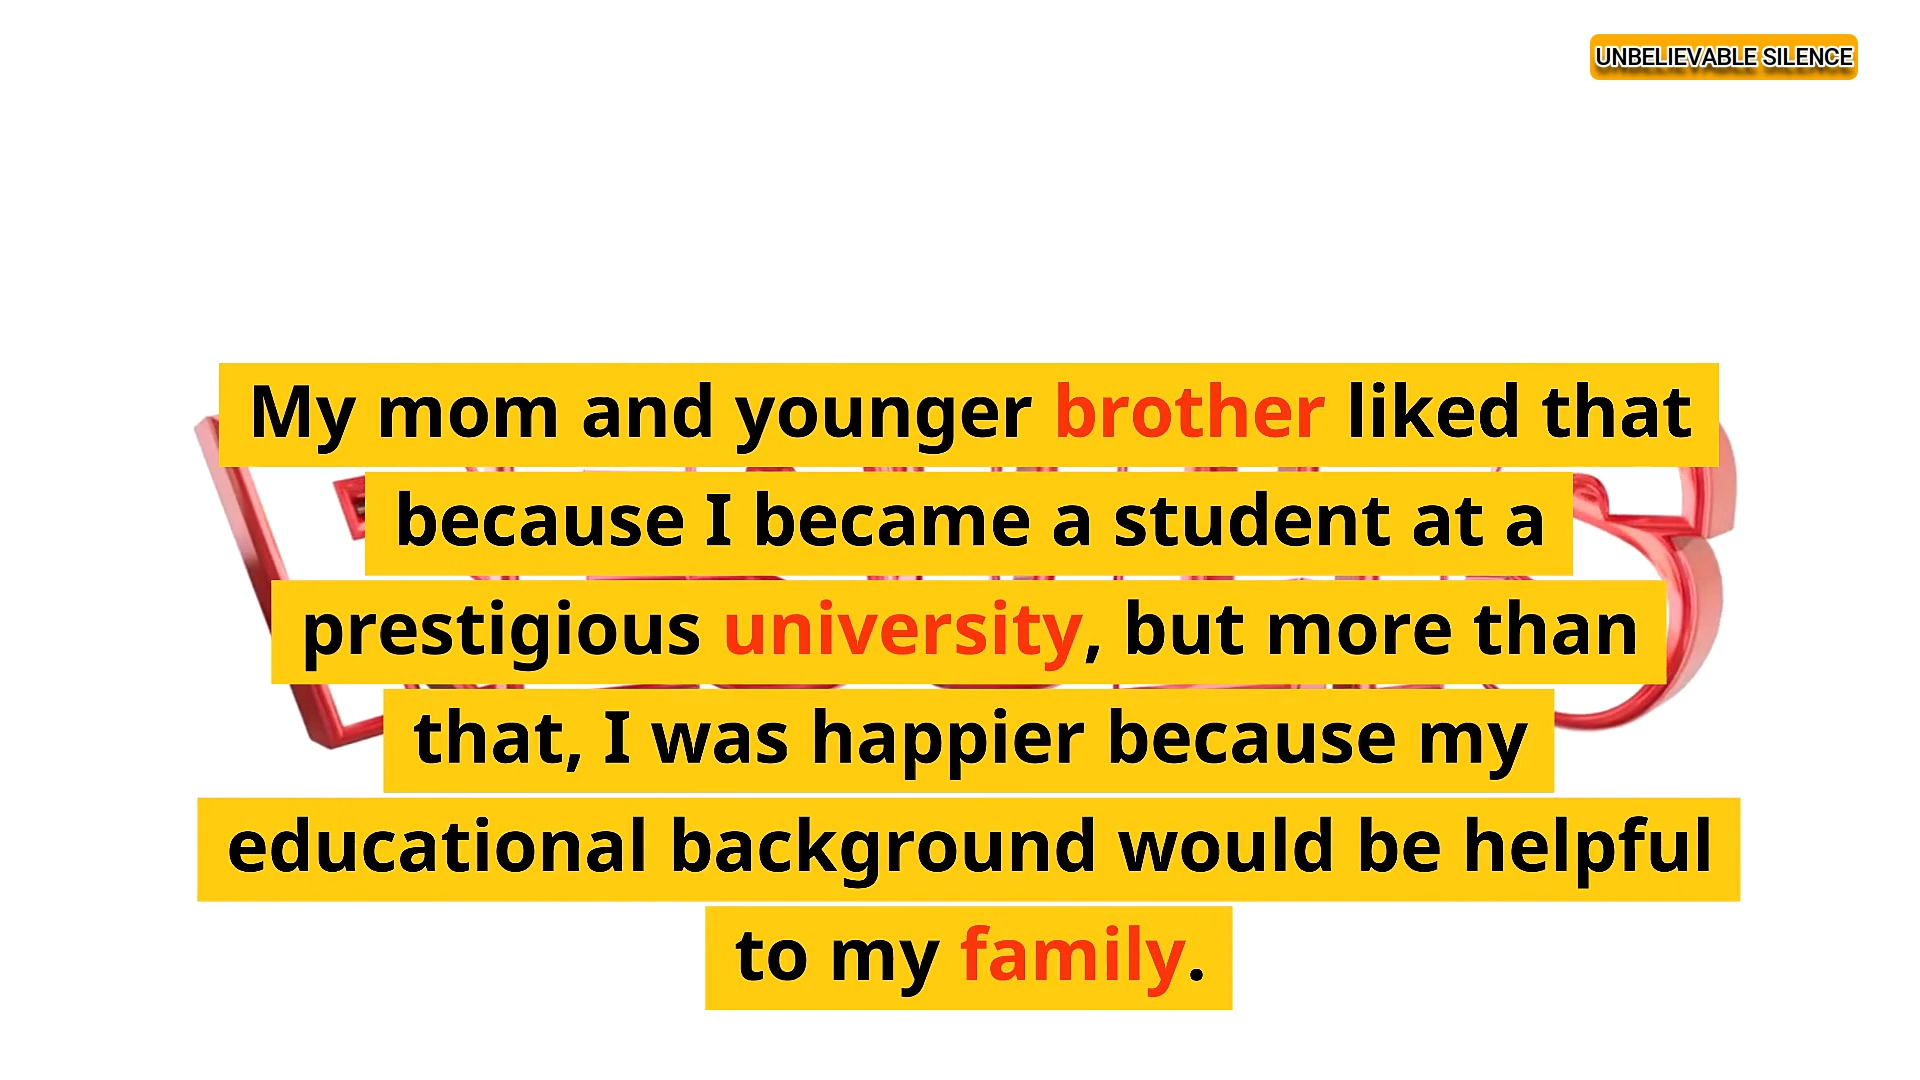 UNBELIEVABLE SILENCE
My mom and younger brother liked that
because I became a student at a
prestigious university, but more than
that, I was happier because my
educational background would be helpful
to my family.